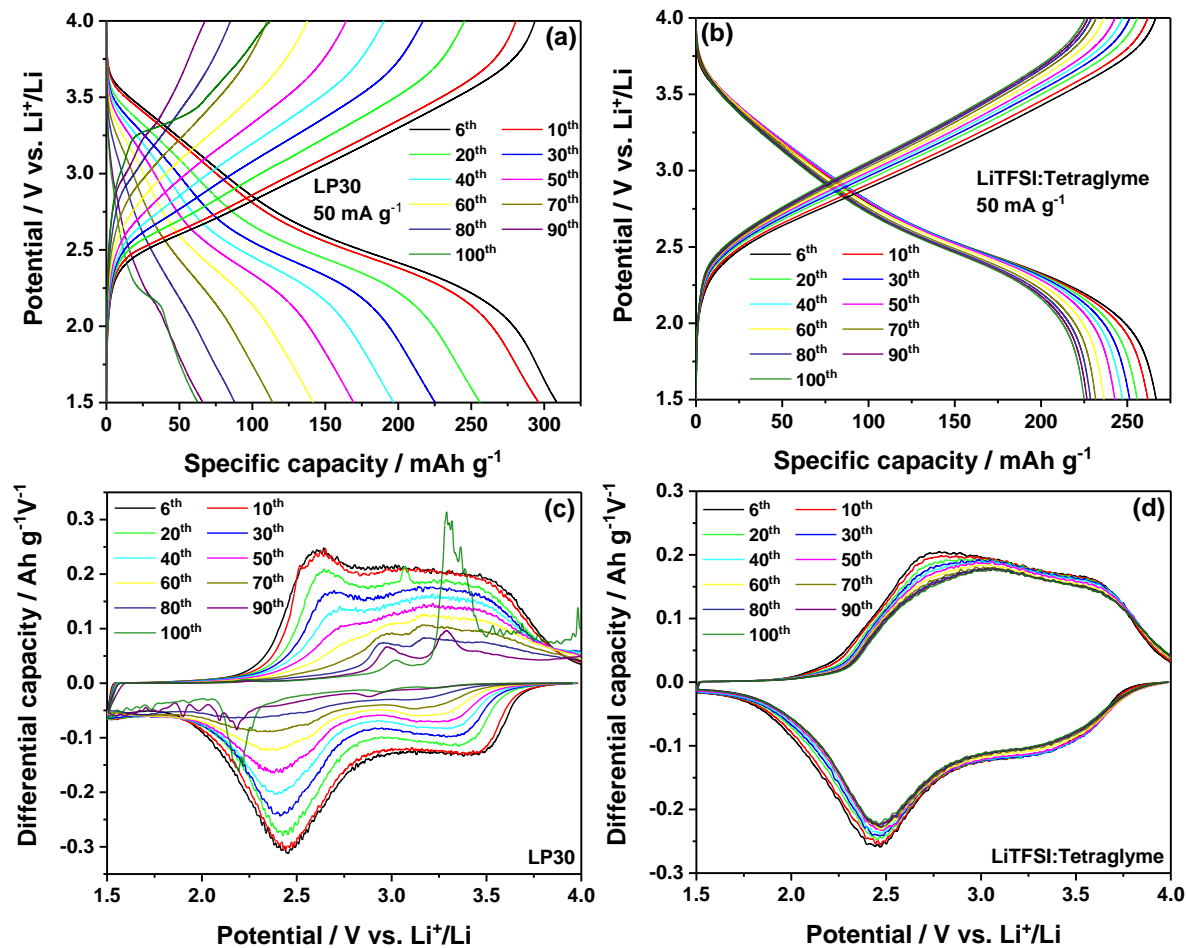 (a)
Potential / V vs. Li⁺/Li
4.0
3.5
3.0
2.5
2.0
1.5
LP30
50 mA g⁻¹
6ᵗʰ 10ᵗʰ
20ᵗʰ 30ᵗʰ
40ᵗʰ 50ᵗʰ
60ᵗʰ 70ᵗʰ
80ᵗʰ 90ᵗʰ
100ᵗʰ
0 50 100 150 200 250 300
Specific capacity / mAh g⁻¹
(b)
Potential / V vs. Li⁺/Li
4.0
3.5
3.0
2.5
2.0
1.5
LiTFSI:Tetraglyme
50 mA g⁻¹
6ᵗʰ 10ᵗʰ
20ᵗʰ 30ᵗʰ
40ᵗʰ 50ᵗʰ
60ᵗʰ 70ᵗʰ
80ᵗʰ 90ᵗʰ
100ᵗʰ
0 50 100 150 200 250
Specific capacity / mAh g⁻¹
(c)
Differential capacity / Ah g⁻¹V⁻¹
0.3
0.2
0.1
0.0
-0.1
-0.2
-0.3
6ᵗʰ 10ᵗʰ
20ᵗʰ 30ᵗʰ
40ᵗʰ 50ᵗʰ
60ᵗʰ 70ᵗʰ
80ᵗʰ 90ᵗʰ
100ᵗʰ
LP30
1.5 2.0 2.5 3.0 3.5 4.0
Potential / V vs. Li⁺/Li
(d)
Differential capacity / Ah g⁻¹V⁻¹
0.3
0.2
0.1
0.0
-0.1
-0.2
-0.3
6ᵗʰ 10ᵗʰ
20ᵗʰ 30ᵗʰ
40ᵗʰ 50ᵗʰ
60ᵗʰ 70ᵗʰ
80ᵗʰ 90ᵗʰ
100ᵗʰ
LiTFSI:Tetraglyme
1.5 2.0 2.5 3.0 3.5 4.0
Potential / V vs. Li⁺/Li